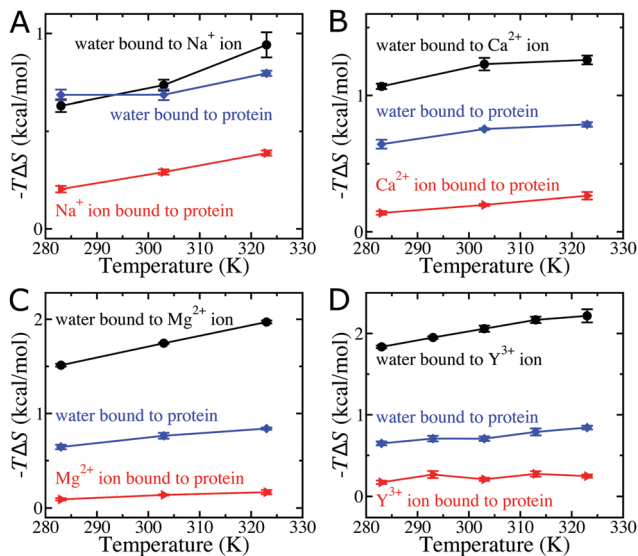 A
B
water bound to Na⁺ ion
water bound to protein
Na⁺ ion bound to protein
-TΔS (kcal/mol)
0
1
280 290 300 310 320 330
Temperature (K)
water bound to Ca²⁺ ion
water bound to protein
Ca²⁺ ion bound to protein
-TΔS (kcal/mol)
0
1
280 290 300 310 320 330
Temperature (K)
C
D
water bound to Mg²⁺ ion
water bound to protein
Mg²⁺ ion bound to protein
-TΔS (kcal/mol)
0
1
2
280 290 300 310 320 330
Temperature (K)
water bound to Y³⁺ ion
water bound to protein
Y³⁺ ion bound to protein
-TΔS (kcal/mol)
0
1
2
280 290 300 310 320 330
Temperature (K)